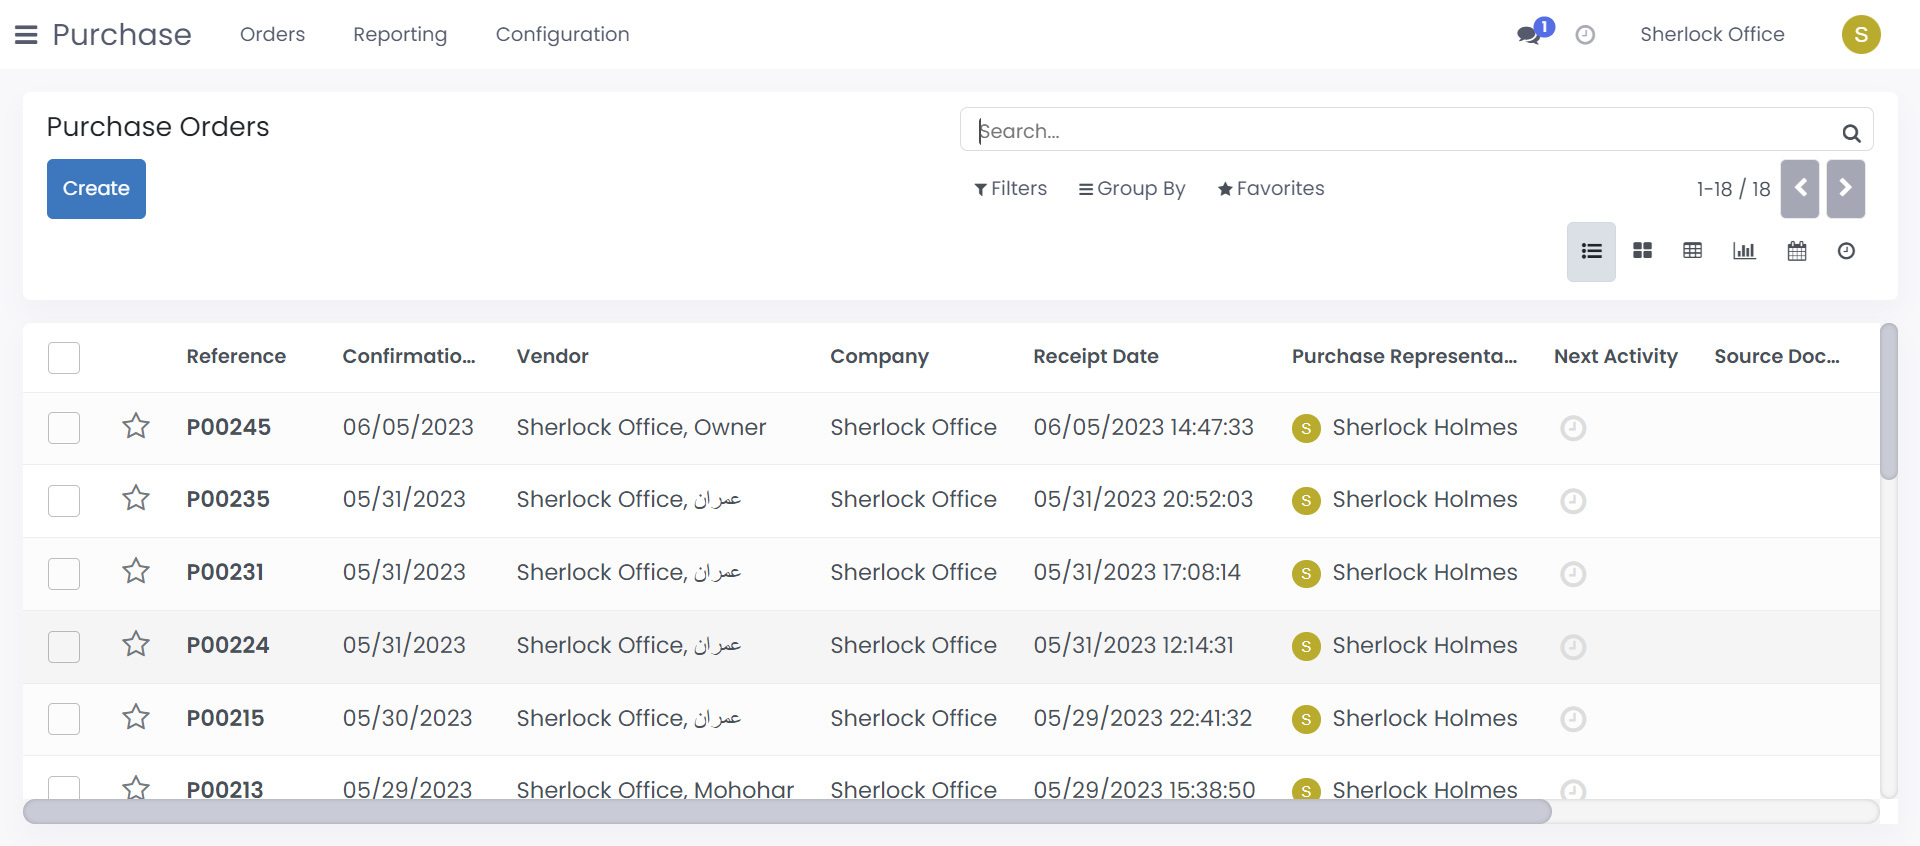 Purchase Orders Reporting Configuration 1 Sherlock Office S
Purchase Orders
Search...
Create
Filters Group By Favorites 1-18 / 18
Reference Confirmatio... Vendor Company Receipt Date Purchase Representa... Next Activity Source Doc...
P00245 06/05/2023 Sherlock Office, Owner Sherlock Office 06/05/2023 14:47:33 S Sherlock Holmes
P00235 05/31/2023 Sherlock Office, عمران Sherlock Office 05/31/2023 20:52:03 S Sherlock Holmes
P00231 05/31/2023 Sherlock Office, عمران Sherlock Office 05/31/2023 17:08:14 S Sherlock Holmes
P00224 05/31/2023 Sherlock Office, عمران Sherlock Office 05/31/2023 12:14:31 S Sherlock Holmes
P00215 05/30/2023 Sherlock Office, عمران Sherlock Office 05/29/2023 22:41:32 S Sherlock Holmes
P00213 05/29/2023 Sherlock Office, Mohohar Sherlock Office 05/29/2023 15:38:50 S Sherlock Holmes